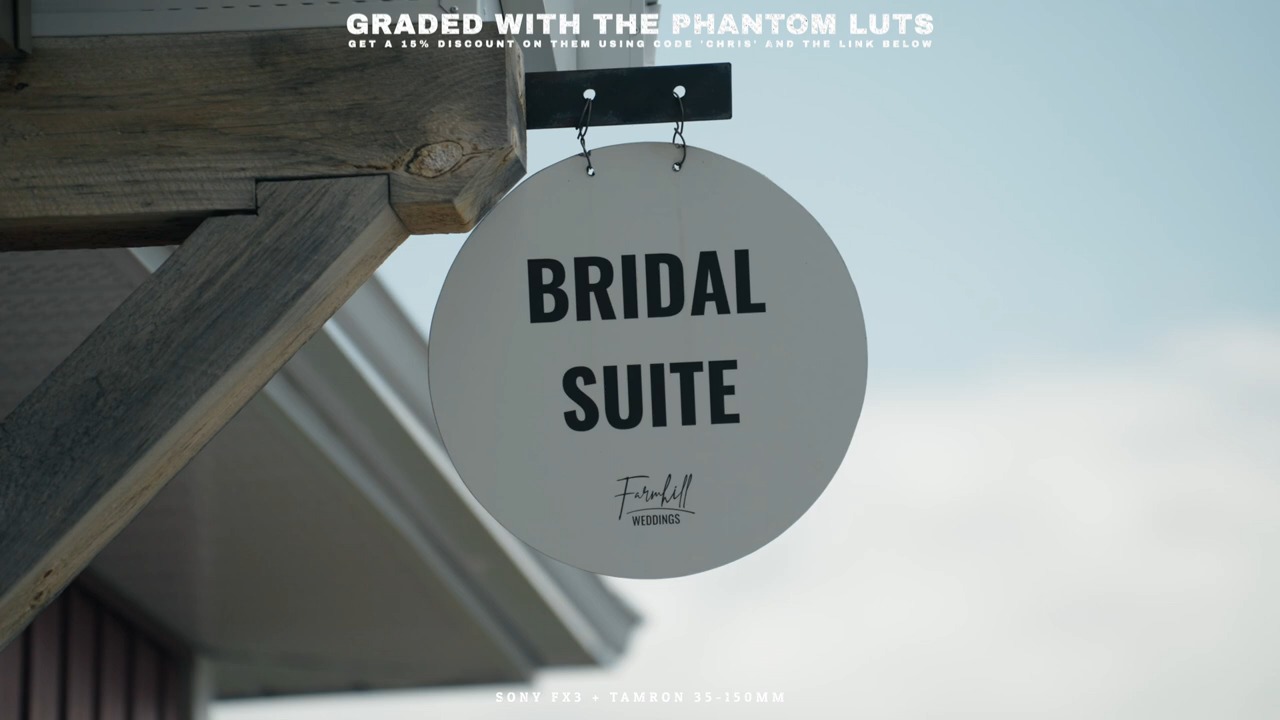 GRADED WITH THE PHANTOM LUTS
GET A 15% DISCOUNT ON THEM USING CODE 'CHRIS' AND THE LINK BELOW
BRIDAL
SUITE
Farmhill
WEDDINGS
SONY FX3 + TAMRON 35-150MM